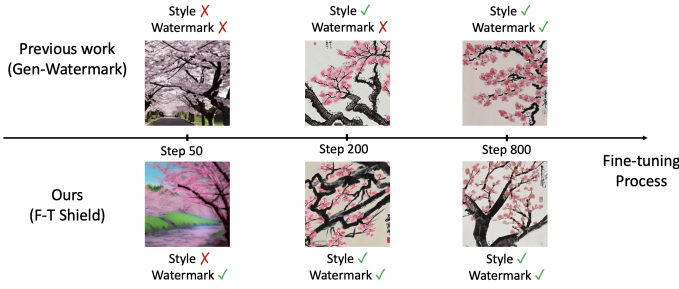 Style ✗
Watermark ✗
Style ✓
Watermark ✗
Style ✓
Watermark ✓
Previous work
(Gen-Watermark)
Step 50
Step 200
Step 800
Fine-tuning
Process
Ours
(F-T Shield)
Style ✗
Watermark ✓
Style ✓
Watermark ✓
Style ✓
Watermark ✓